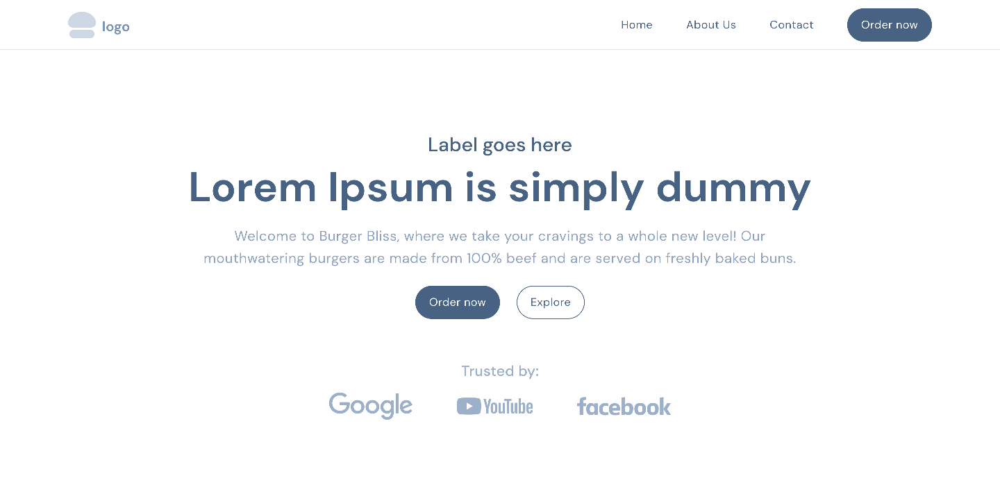 logo
Home
About Us
Contact
Order now
Label goes here
Lorem Ipsum is simply dummy
Welcome to Burger Bliss, where we take your cravings to a whole new level! Our
mouthwatering burgers are made from 100% beef and are served on freshly baked buns.
Order now
Explore
Trusted by:
Google
YouTube
facebook